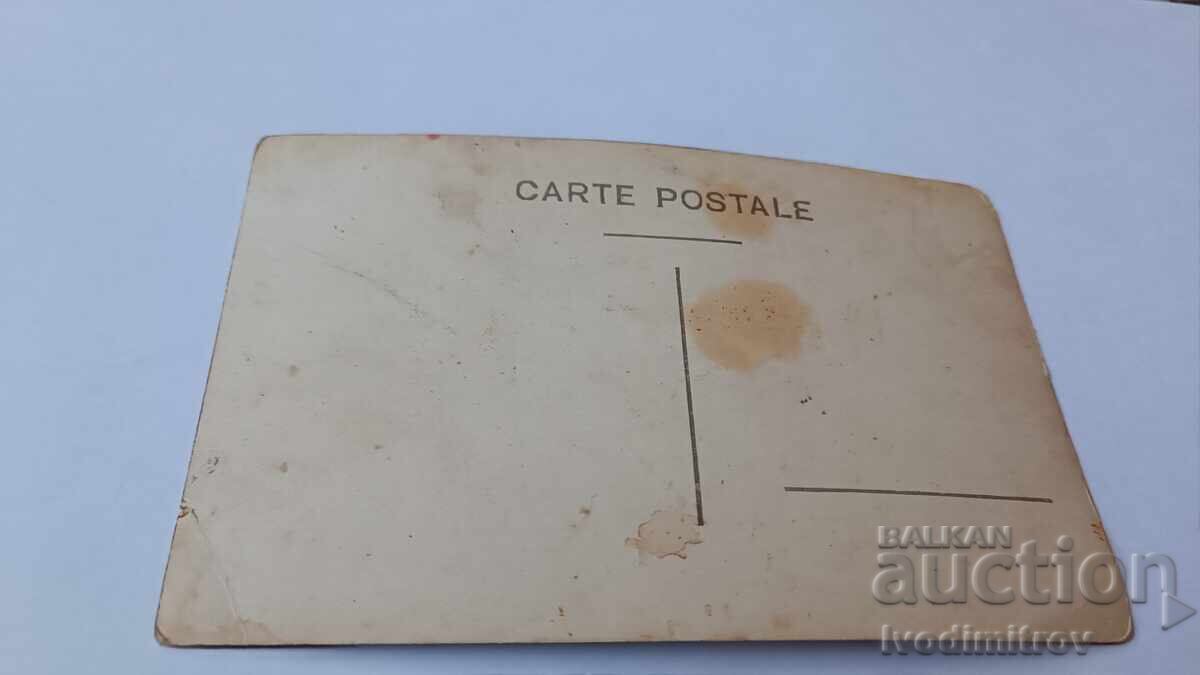 CARTE POSTALE
BALKAN
auction
Ivodimitrov